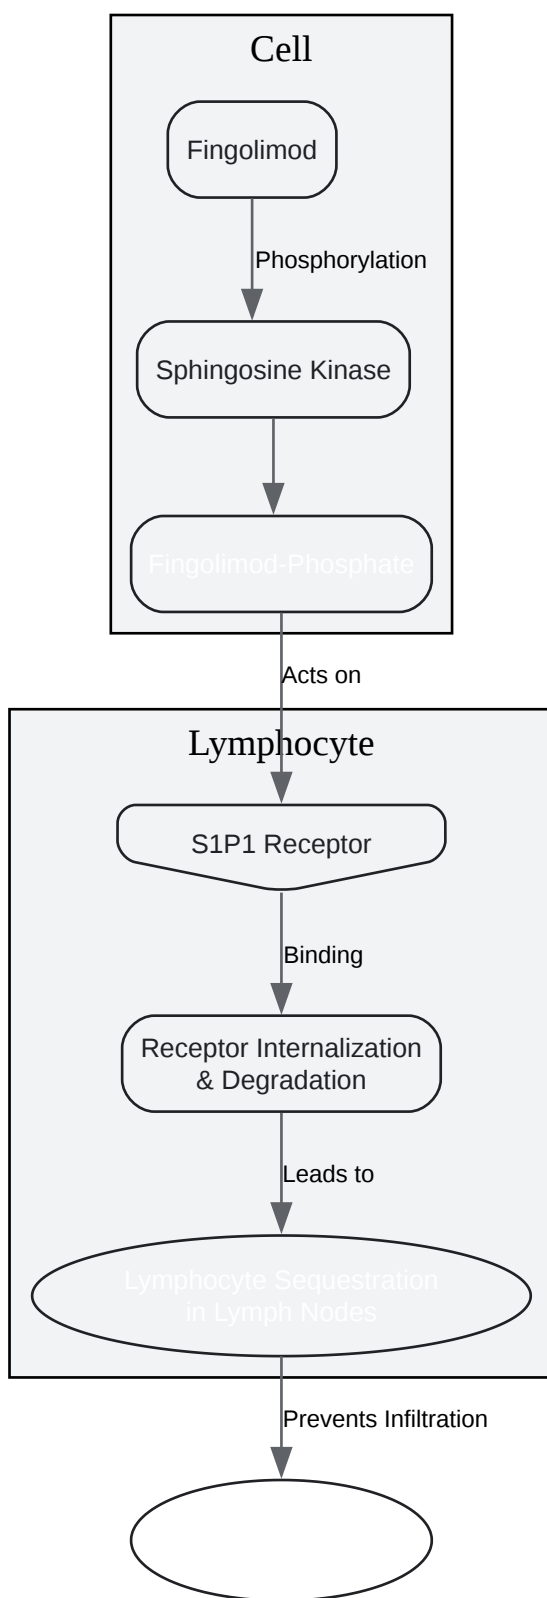 Cell
Fingolimod
Phosphorylation
Sphingosine Kinase
Fingolimod-Phosphate
Acts on
Lymphocyte
S1P1 Receptor
Binding
Receptor Internalization
& Degradation
Leads to
Lymphocyte Sequestration
in Lymph Nodes
Prevents Infiltration